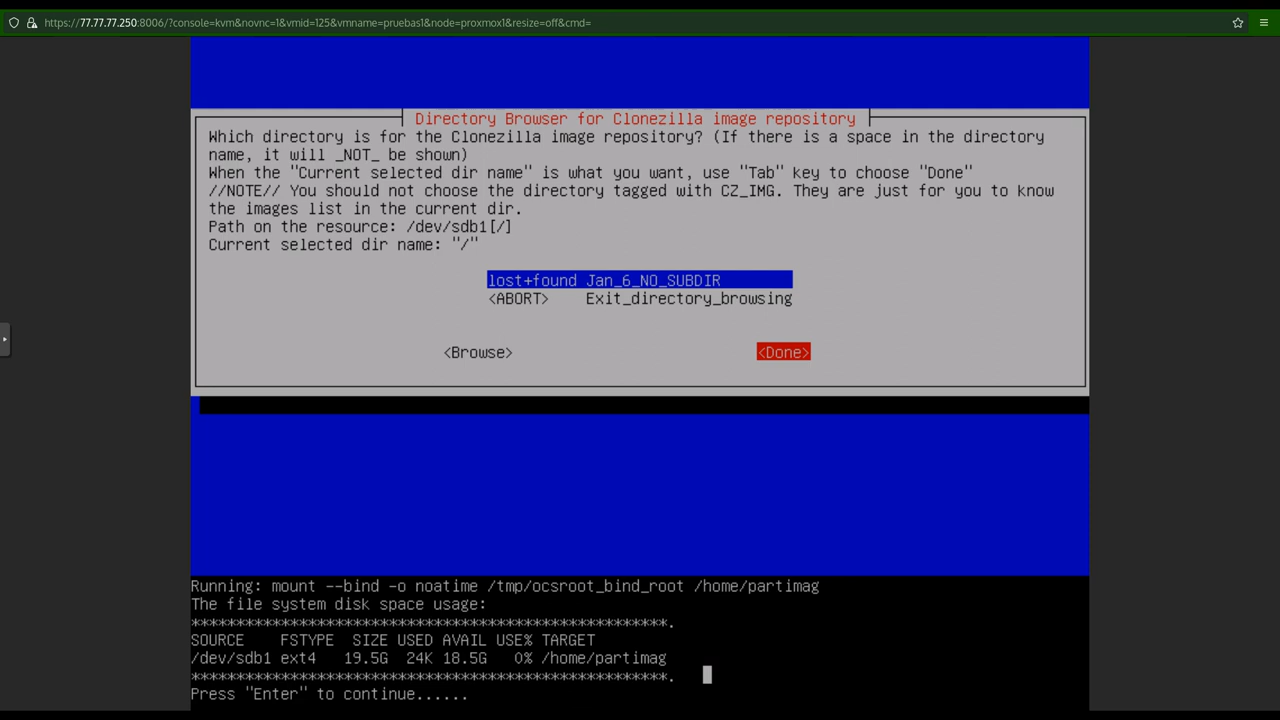 https://77.77.77.250:8006/?console=kvm&novnc=1&vmid=125&vmname=pruebas1&node=proxmox1&resize=off&cmd=
Directory Browser for Clonezilla image repository
Which directory is for the Clonezilla image repository? (If there is a space in the directory
name, it will _NOT_ be shown)
When the "Current selected dir name" is what you want, use "Tab" key to choose "Done"
//NOTE// You should not choose the directory tagged with CZ_IMG. They are just for you to know
the images list in the current dir.
Path on the resource: /dev/sdb1[/]
Current selected dir name: "/"
lost+found Jan_6_NO_SUBDIR
<ABORT> Exit_directory_browsing
<Browse> <Done>
Running: mount --bind -o noatime /tmp/ocsroot_bind_root /home/partimag
The file system disk space usage:
*****************************************************.
SOURCE FSTYPE SIZE USED AVAIL USE% TARGET
/dev/sdb1 ext4 19.5G 24K 18.5G 0% /home/partimag
*****************************************************.
Press "Enter" to continue......